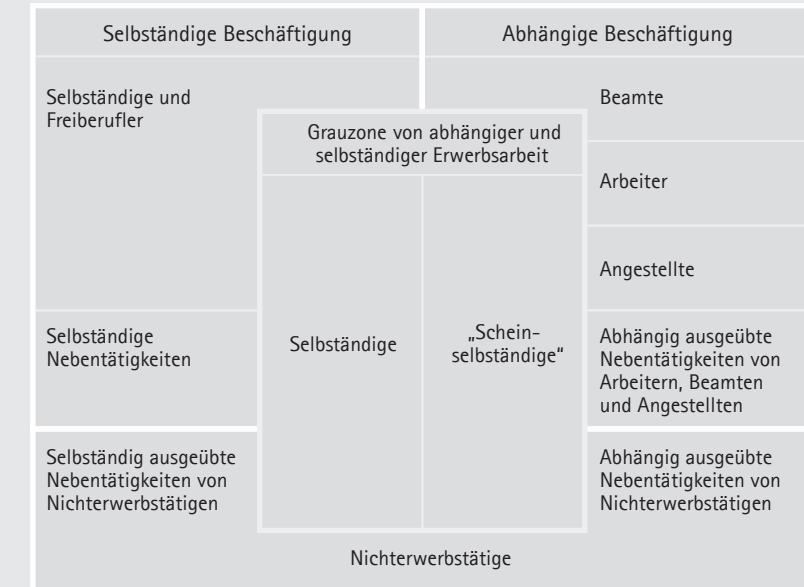 Selbständige Beschäftigung
Abhängige Beschäftigung
Selbständige und
Freiberufler
Grauzone von abhängiger und
selbständiger Erwerbsarbeit
Beamte
Arbeiter
Angestellte
Selbständige
Nebentätigkeiten
Selbständige
„Schein-
selbständige“
Abhängig ausgeübte
Nebentätigkeiten von
Arbeitern, Beamten
und Angestellten
Selbständig ausgeübte
Nebentätigkeiten von
Nichterwerbstätigen
Abhängig ausgeübte
Nebentätigkeiten von
Nichterwerbstätigen
Nichterwerbstätige